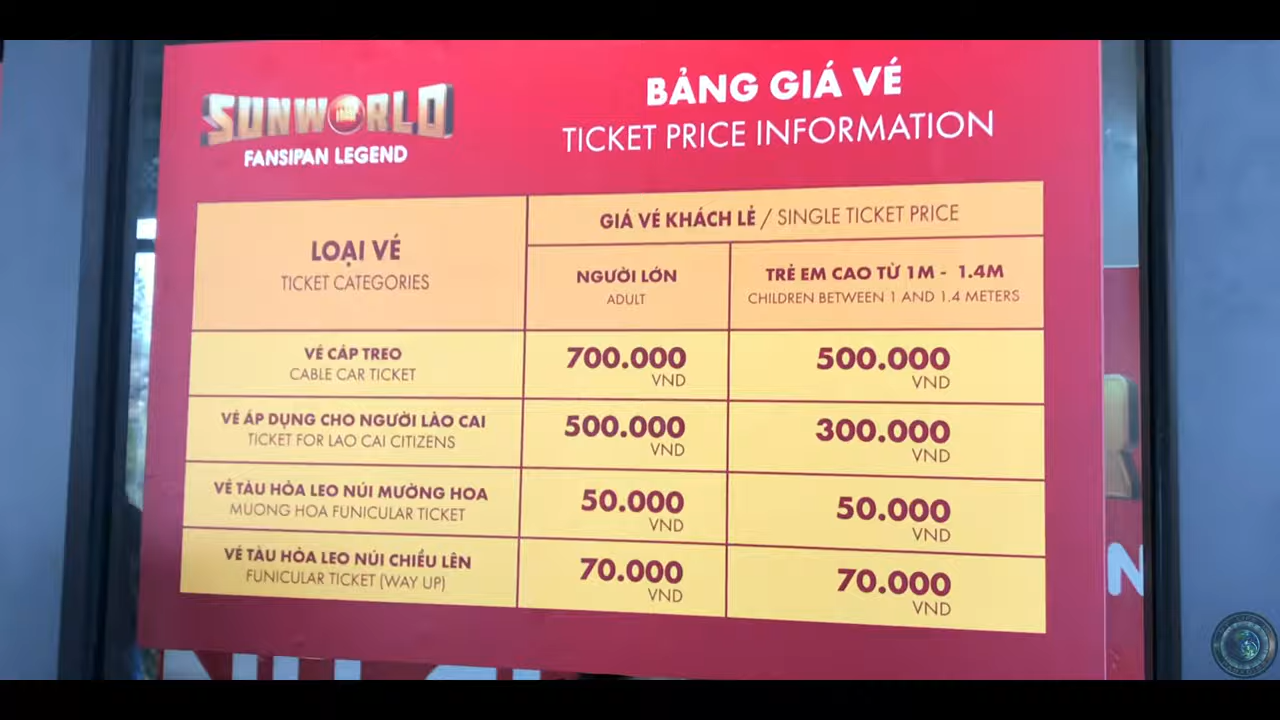 SUNWORLD
FANSIPAN LEGEND
BẢNG GIÁ VÉ
TICKET PRICE INFORMATION
LOẠI VÉ
TICKET CATEGORIES
GIÁ VÉ KHÁCH LẺ / SINGLE TICKET PRICE
NGƯỜI LỚN
ADULT
TRẺ EM CAO TỪ 1M - 1.4M
CHILDREN BETWEEN 1 AND 1.4 METERS
VÉ CÁP TREO
CABLE CAR TICKET
700.000
VND
500.000
VND
VÉ ÁP DỤNG CHO NGƯỜI LÀO CAI
TICKET FOR LAO CAI CITIZENS
500.000
VND
300.000
VND
VÉ TÀU HỎA LEO NÚI MƯỜNG HOA
MUONG HOA FUNICULAR TICKET
50.000
VND
50.000
VND
VÉ TÀU HỎA LEO NÚI CHIỀU LÊN
FUNICULAR TICKET (WAY UP)
70.000
VND
70.000
VND